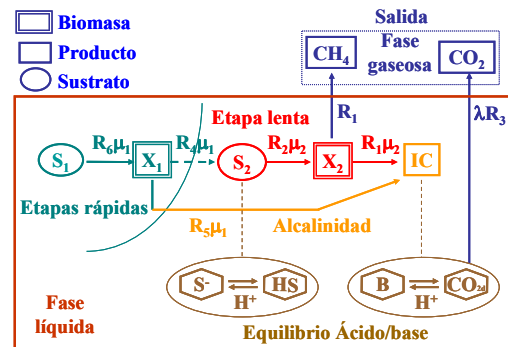 Biomasa
Producto
Sustrato
Salida
Fase
gaseosa
CH₄
CO₂
R₁
λR₃
Etapa lenta
S₁
R₆μ₁
X₁
R₄μ₁
S₂
R₂μ₂
X₂
R₁μ₂
IC
Etapas rápidas
R₅μ₁
Alcalinidad
S⁻
HS
H⁺
B
CO₂d
H⁺
Fase
líquida
Equilibrio Ácido/base